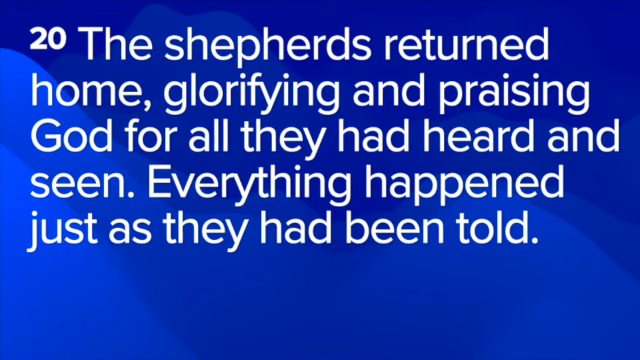 20 The shepherds returned
home, glorifying and praising
God for all they had heard and
seen. Everything happened
just as they had been told.